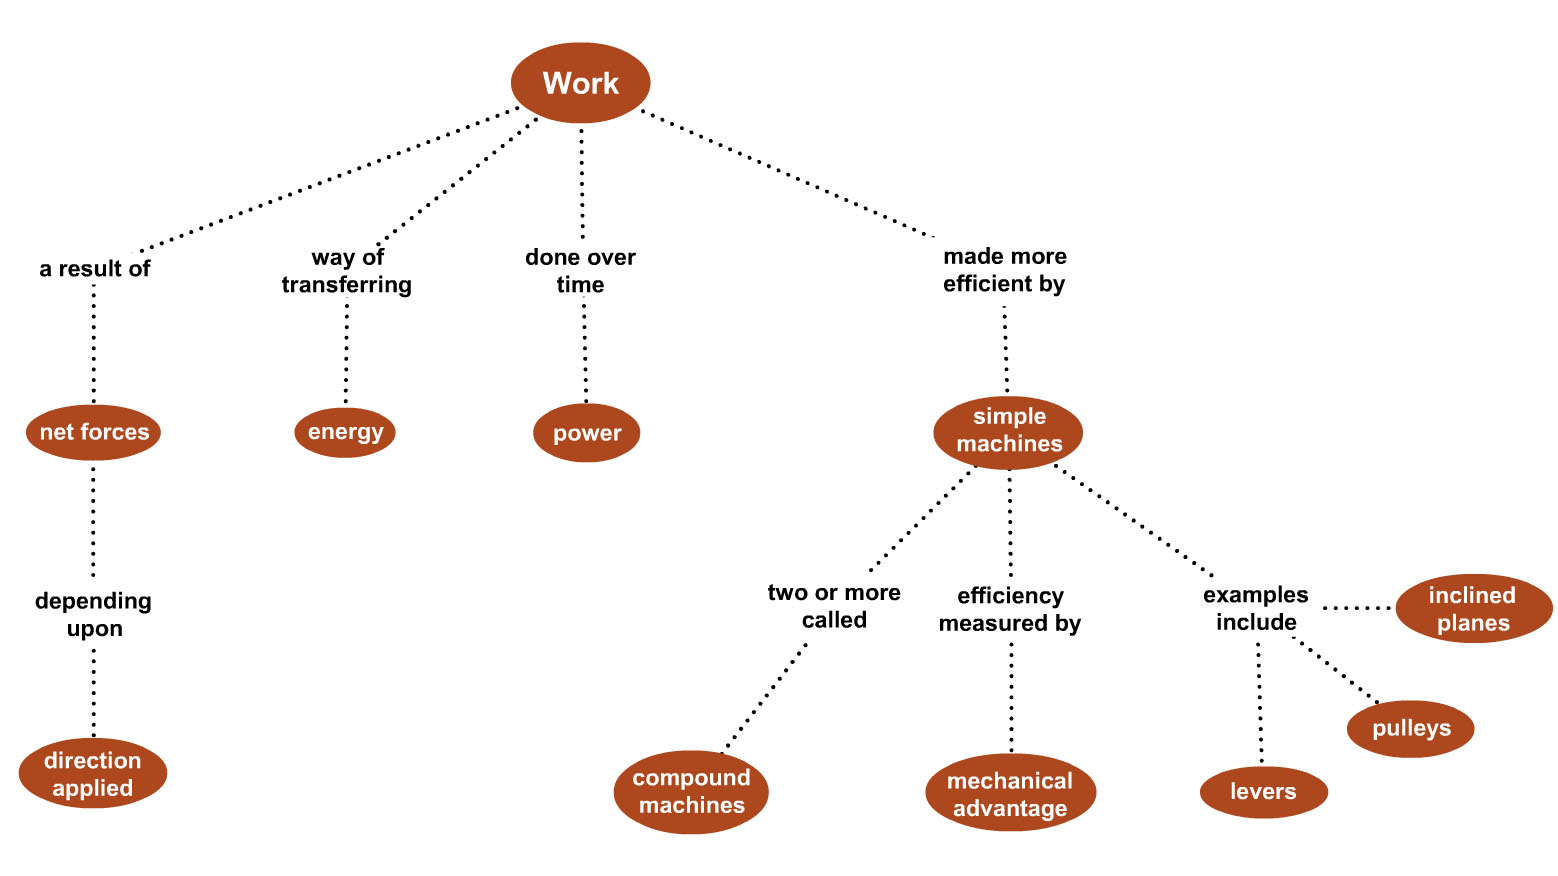 Work
a result of
way of
transferring
done over
time
made more
efficient by
net forces
energy
power
simple
machines
depending
upon
two or more
called
efficiency
measured by
examples
include
inclined
planes
pulleys
direction
applied
compound
machines
mechanical
advantage
levers